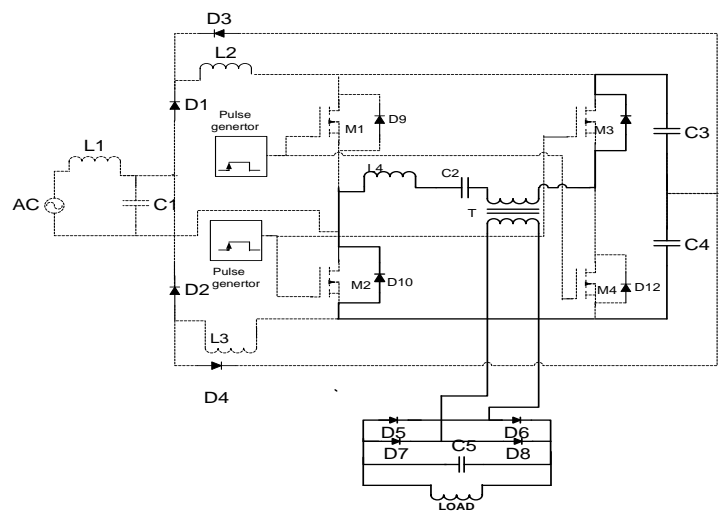 D3
L2
D1
Pulse
genertor
M1
D9
M3
C3
L1
L4
C2
AC
C1
T
C4
D2
Pulse
genertor
M2
D10
M4
D12
L3
D4
D5
D6
D7
C5
D8
LOAD